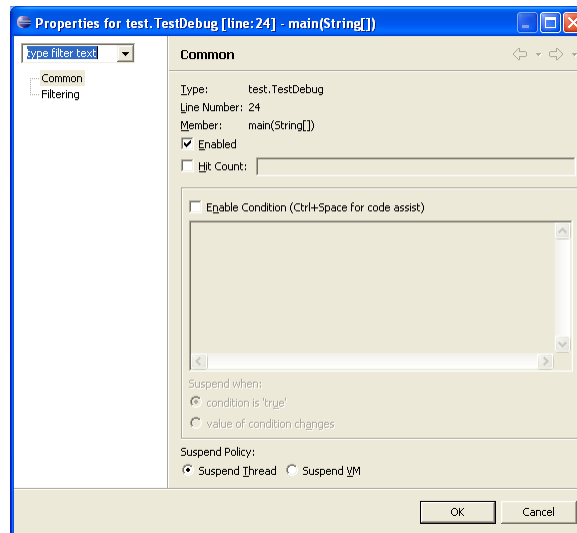 Properties for test.TestDebug [line: 24] - main(String[])
type filter text
Common
Filtering
Common
Type: test.TestDebug
Line Number: 24
Member: main(String[])
Enabled
Hit Count:
Enable Condition (Ctrl+Space for code assist)
Suspend when:
condition is 'true'
value of condition changes
Suspend Policy:
Suspend Thread Suspend VM
OK Cancel